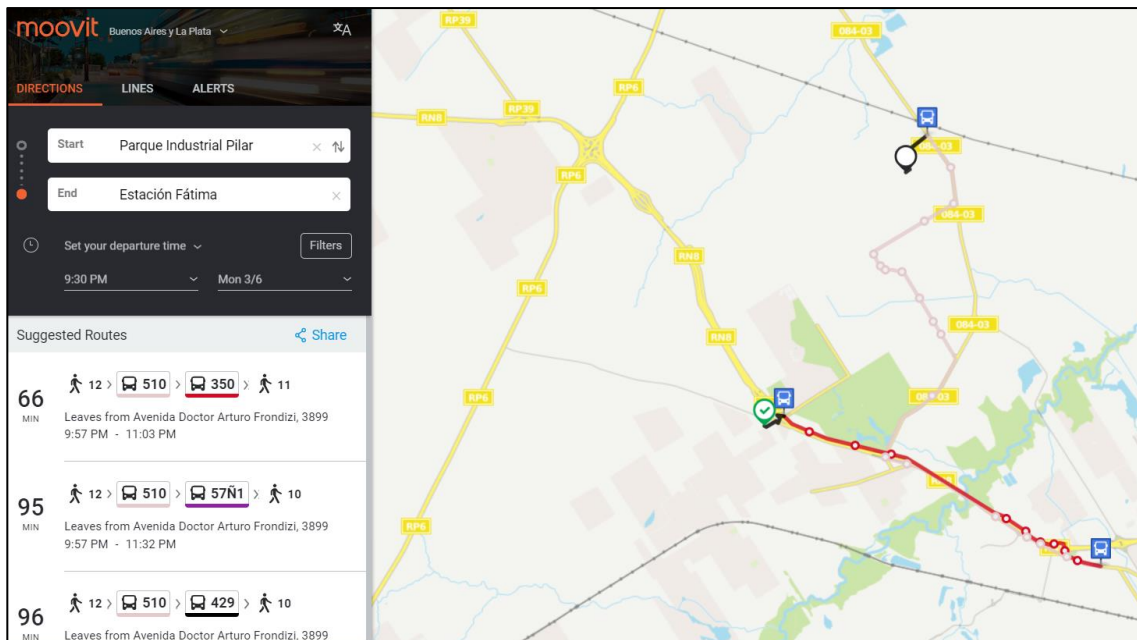 moovit Buenos Aires y La Plata
DIRECTIONS LINES ALERTS
Start Parque Industrial Pilar
End Estación Fátima
Set your departure time Filters
9:30 PM Mon 3/6
Suggested Routes Share
66 MIN 12 > 510 > 350 > 11
Leaves from Avenida Doctor Arturo Frondizi, 3899
9:57 PM - 11:03 PM
95 MIN 12 > 510 > 57Ñ1 > 10
Leaves from Avenida Doctor Arturo Frondizi, 3899
9:57 PM - 11:32 PM
96 MIN 12 > 510 > 429 > 10
Leaves from Avenida Doctor Arturo Frondizi, 3899
RP39
084-03
RP6
RP39
RN8
084-03
RP6
084-03
RN8
RP6
084-03
RN8
RP6
084-03
RP6